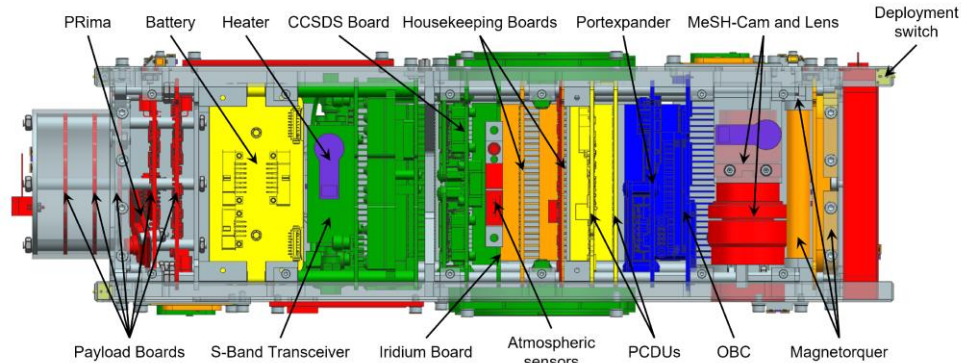 PRima
Battery
Heater
CCSDS Board
Housekeeping Boards
Portexpander
MeSH-Cam and Lens
Deployment
switch
Payload Boards
S-Band Transceiver
Iridium Board
Atmospheric
sensors
PCDUs
OBC
Magnetorquer